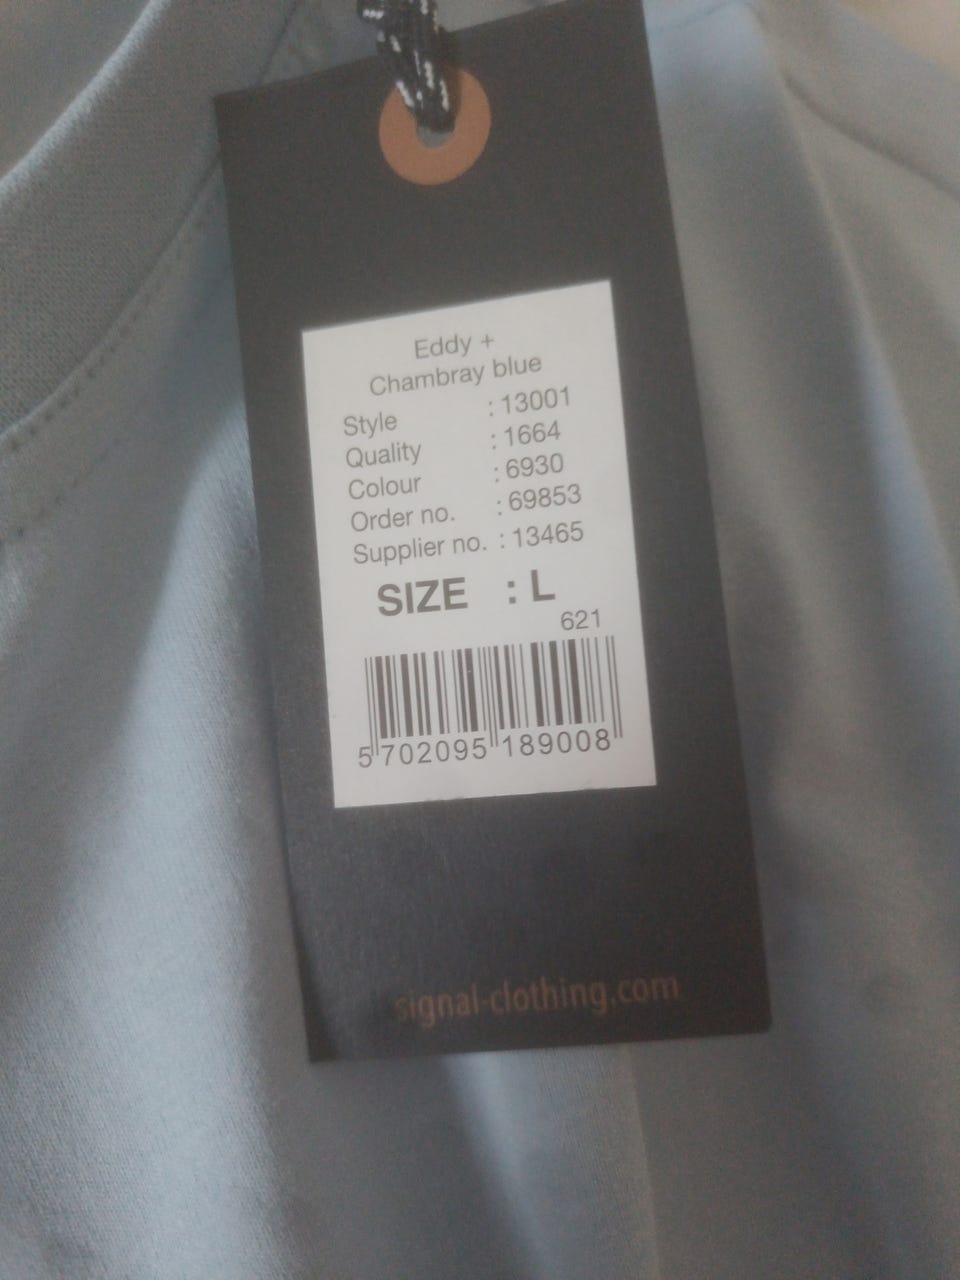 Eddy +
Chambray blue
Style : 13001
Quality : 1664
Colour : 6930
Order no. : 69853
Supplier no. : 13465
SIZE : L
621
5 702095 189008
signal-clothing.com